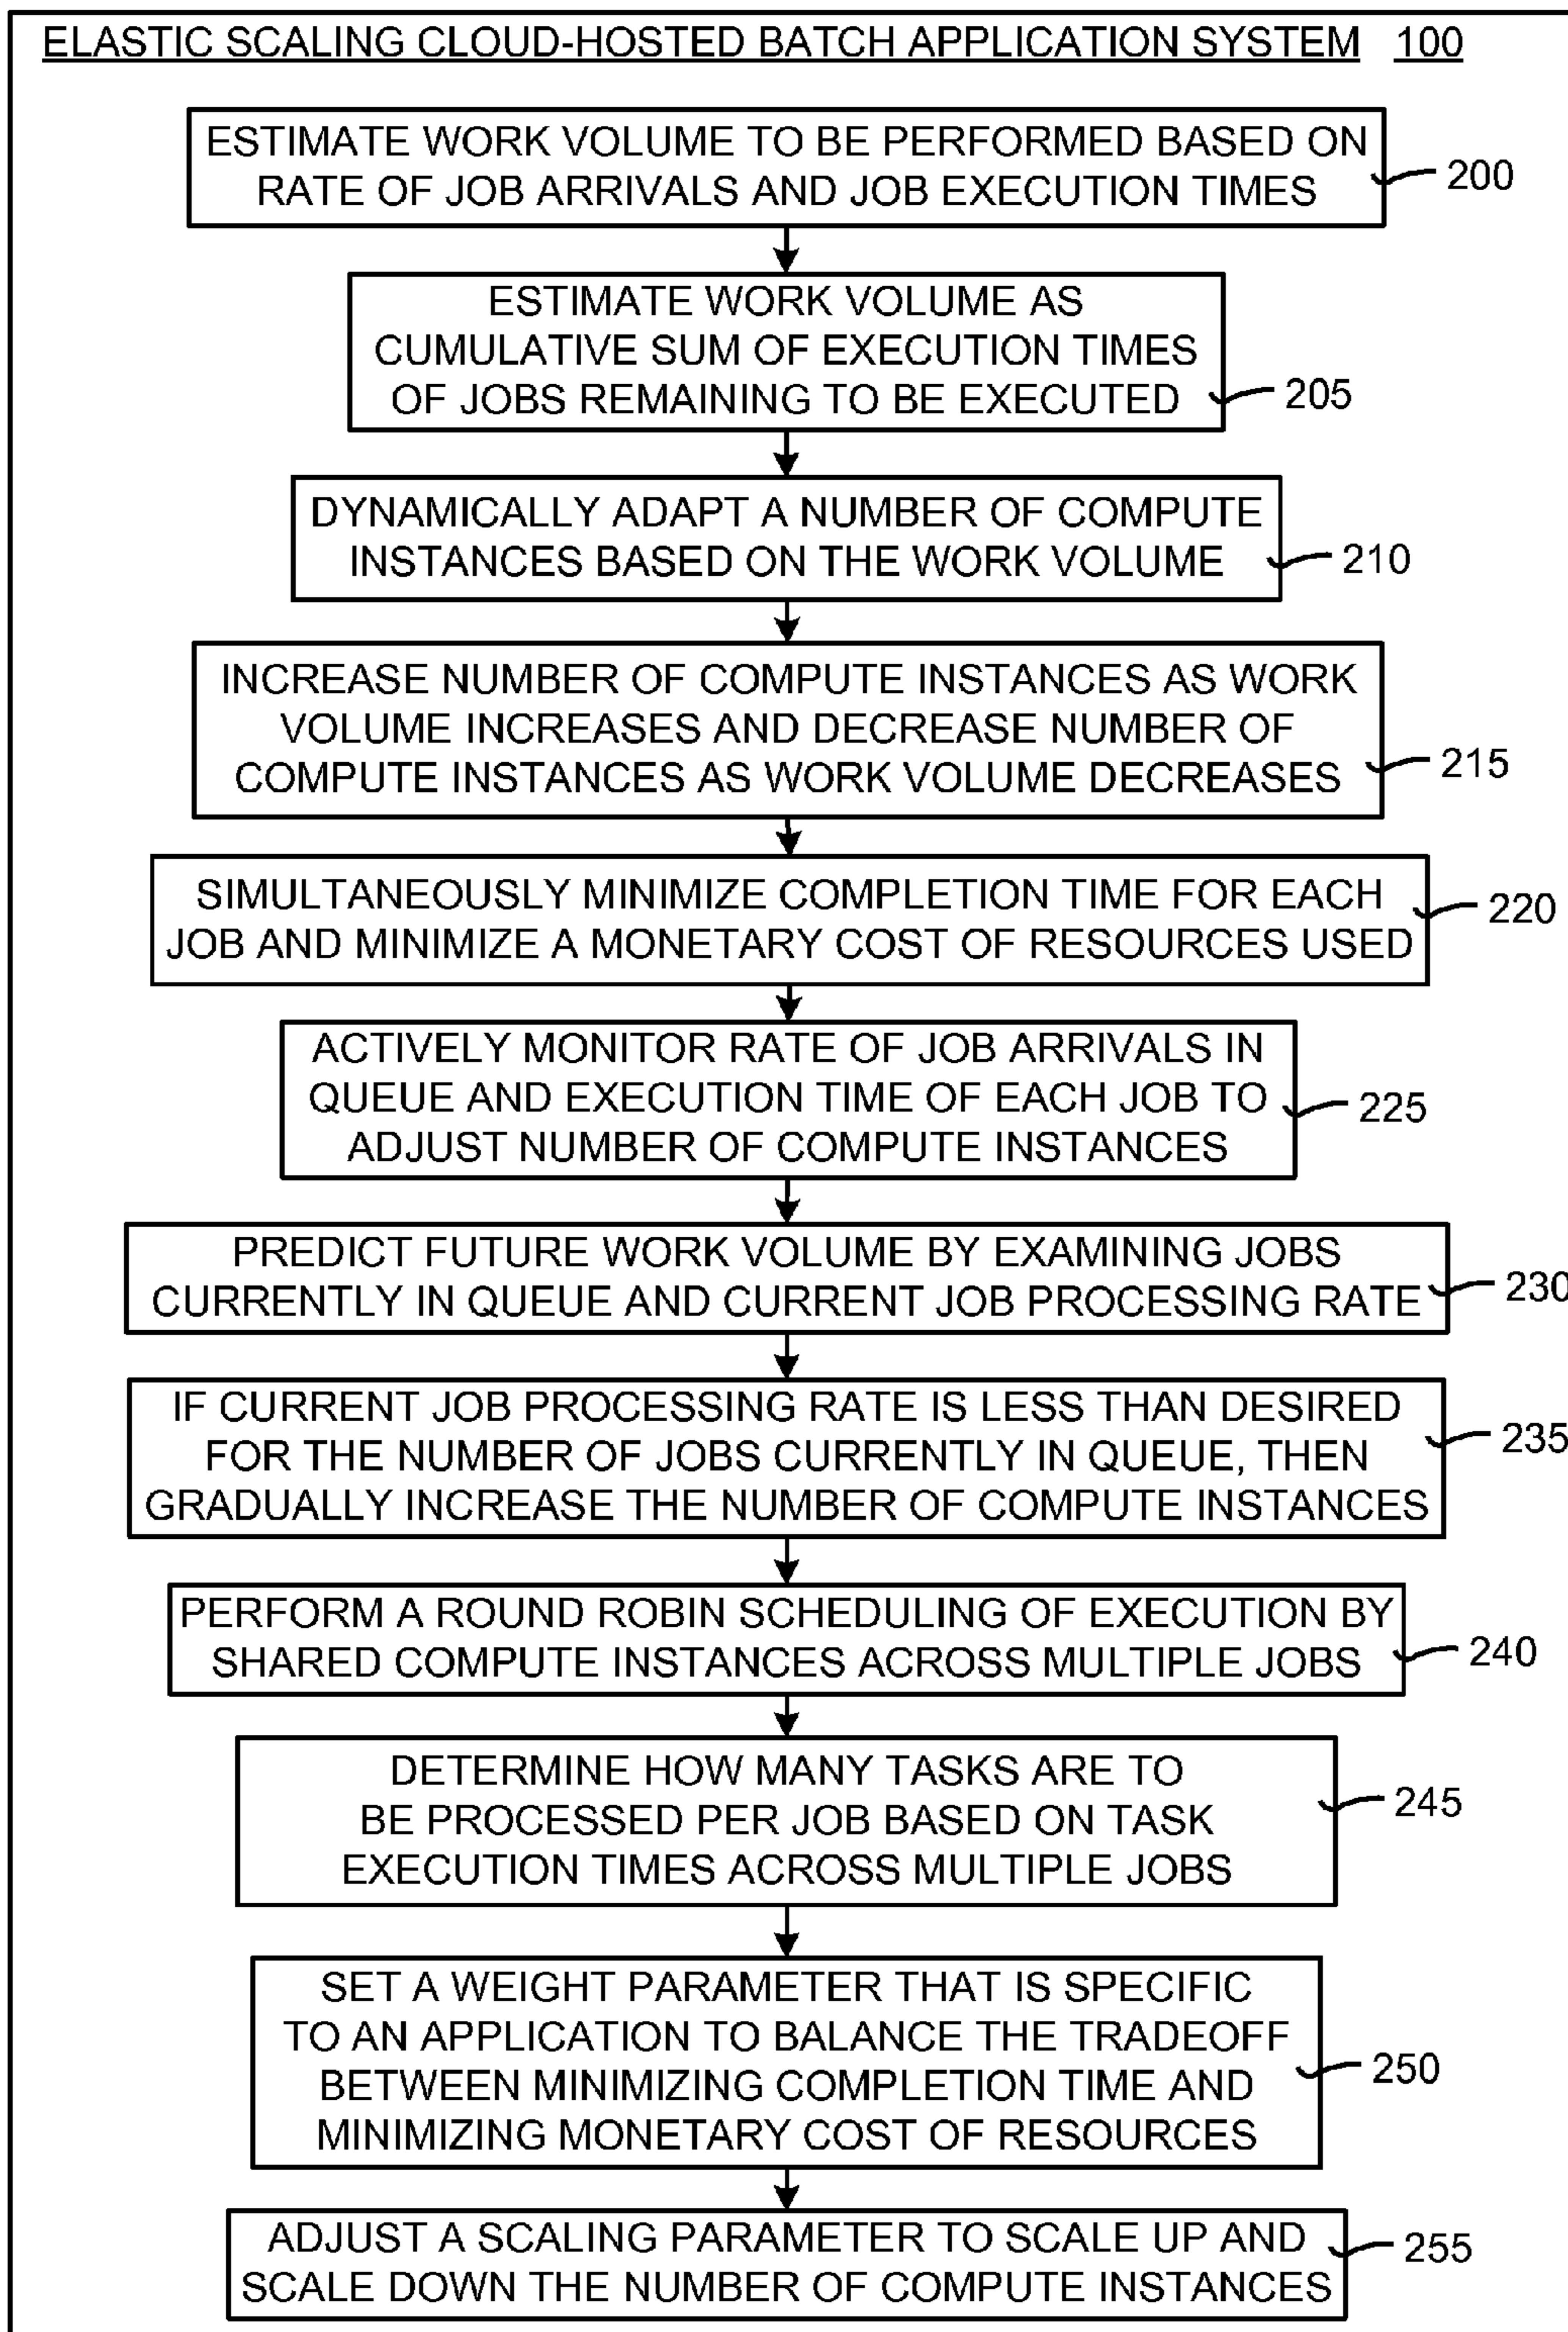 ELASTIC SCALING CLOUD-HOSTED BATCH APPLICATION SYSTEM 100
ESTIMATE WORK VOLUME TO BE PERFORMED BASED ON
RATE OF JOB ARRIVALS AND JOB EXECUTION TIMES
200
ESTIMATE WORK VOLUME AS
CUMULATIVE SUM OF EXECUTION TIMES
OF JOBS REMAINING TO BE EXECUTED
205
DYNAMICALLY ADAPT A NUMBER OF COMPUTE
INSTANCES BASED ON THE WORK VOLUME
210
INCREASE NUMBER OF COMPUTE INSTANCES AS WORK
VOLUME INCREASES AND DECREASE NUMBER OF
COMPUTE INSTANCES AS WORK VOLUME DECREASES
215
SIMULTANEOUSLY MINIMIZE COMPLETION TIME FOR EACH
JOB AND MINIMIZE A MONETARY COST OF RESOURCES USED
220
ACTIVELY MONITOR RATE OF JOB ARRIVALS IN
QUEUE AND EXECUTION TIME OF EACH JOB TO
ADJUST NUMBER OF COMPUTE INSTANCES
225
PREDICT FUTURE WORK VOLUME BY EXAMINING JOBS
CURRENTLY IN QUEUE AND CURRENT JOB PROCESSING RATE
230
IF CURRENT JOB PROCESSING RATE IS LESS THAN DESIRED
FOR THE NUMBER OF JOBS CURRENTLY IN QUEUE, THEN
GRADUALLY INCREASE THE NUMBER OF COMPUTE INSTANCES
235
PERFORM A ROUND ROBIN SCHEDULING OF EXECUTION BY
SHARED COMPUTE INSTANCES ACROSS MULTIPLE JOBS
240
DETERMINE HOW MANY TASKS ARE TO
BE PROCESSED PER JOB BASED ON TASK
EXECUTION TIMES ACROSS MULTIPLE JOBS
245
SET A WEIGHT PARAMETER THAT IS SPECIFIC
TO AN APPLICATION TO BALANCE THE TRADEOFF
BETWEEN MINIMIZING COMPLETION TIME AND
MINIMIZING MONETARY COST OF RESOURCES
250
ADJUST A SCALING PARAMETER TO SCALE UP AND
SCALE DOWN THE NUMBER OF COMPUTE INSTANCES
255